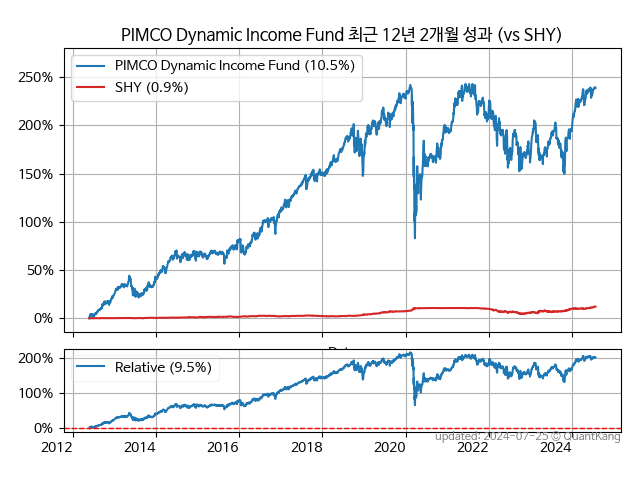 PIMCO Dynamic Income Fund 최근 12년 2개월 성과 (vs SHY)
PIMCO Dynamic Income Fund (10.5%)
SHY (0.9%)
250%
200%
150%
100%
50%
0%
Relative (9.5%)
200%
100%
0%
2012 2014 2016 2018 2020 2022 2024
updated: 2024-07-25 © QuantKang